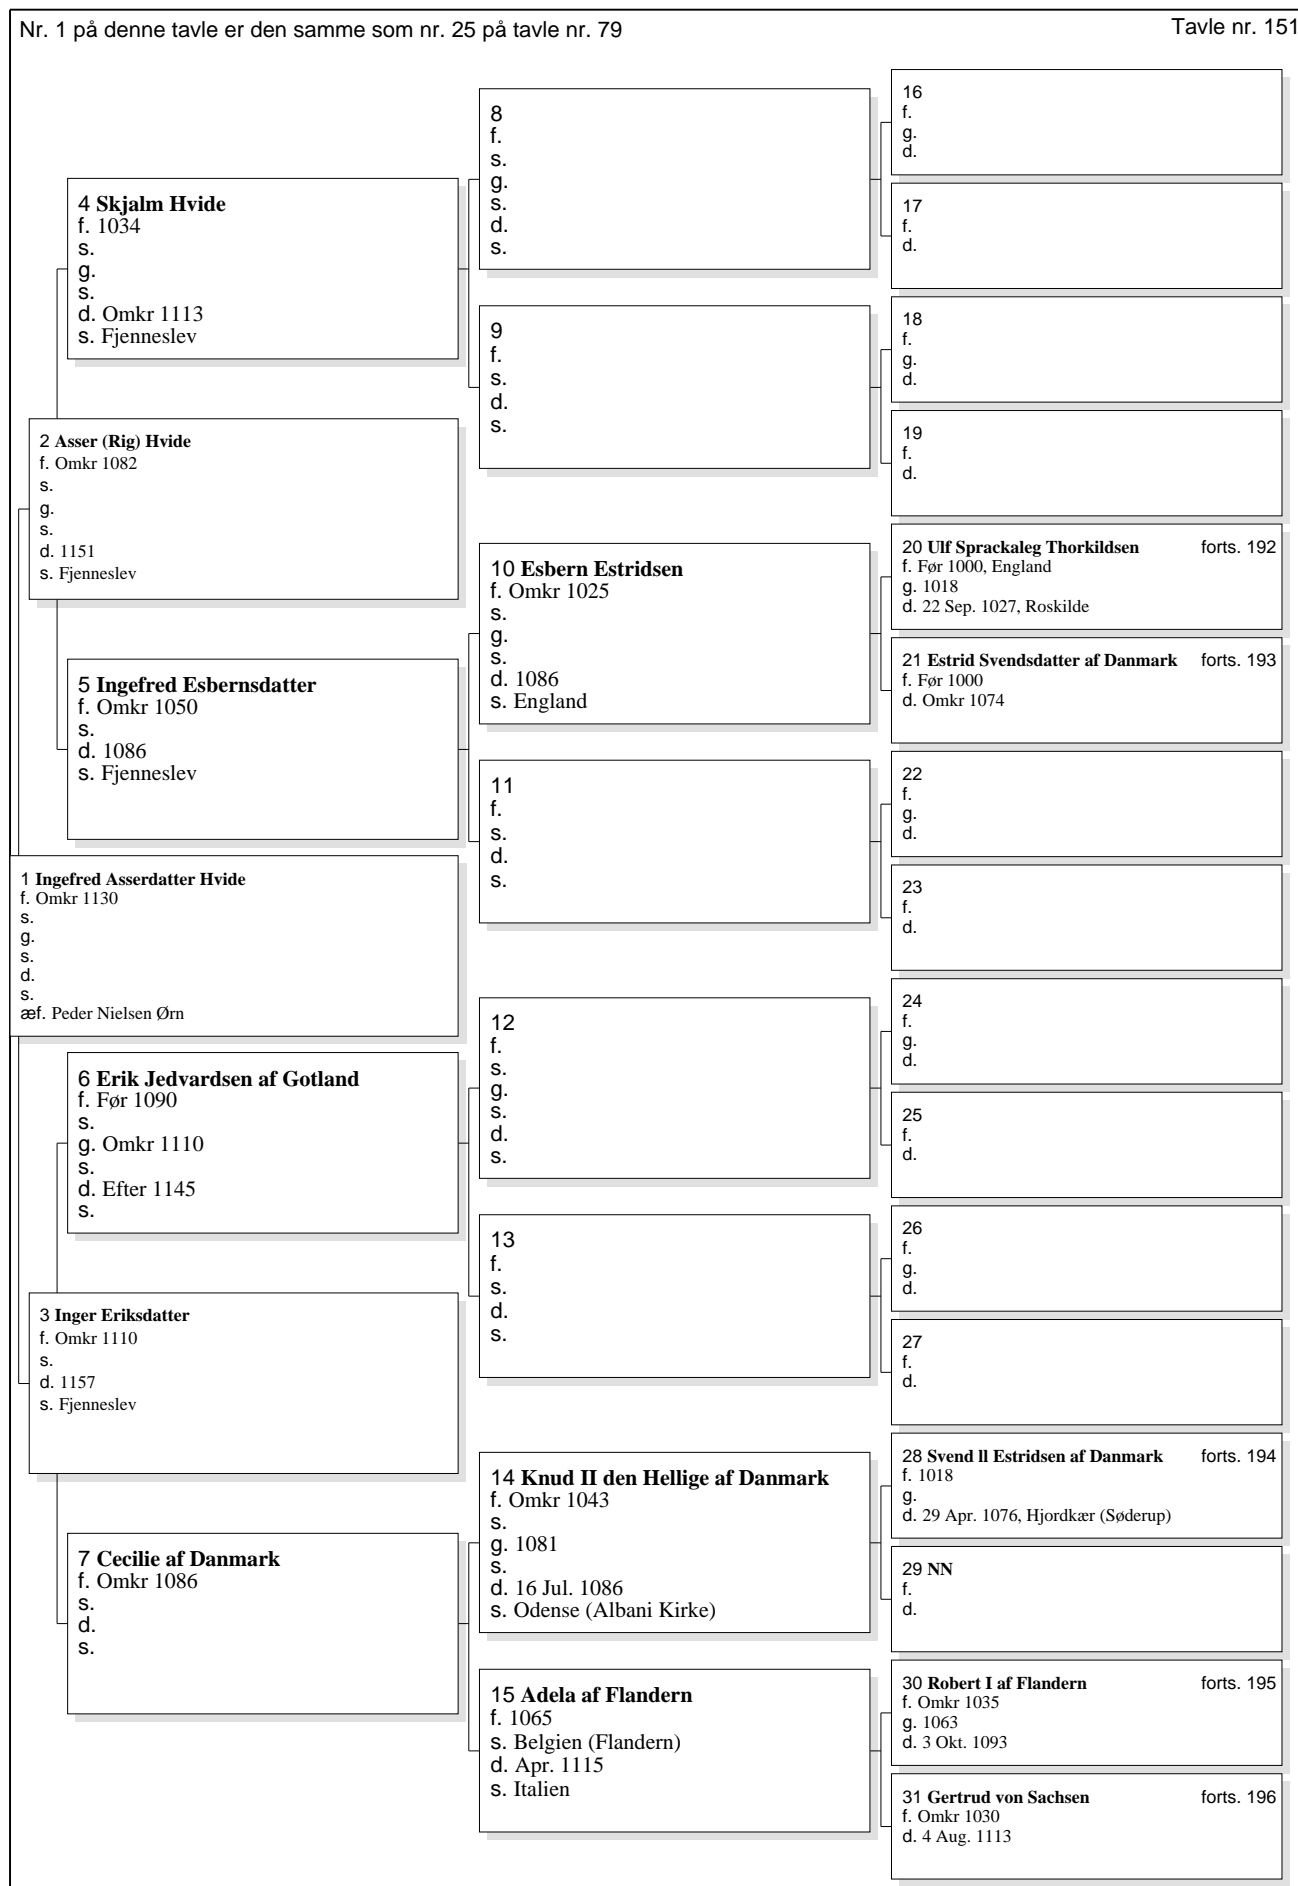 Nr. 1 på denne tavle er den samme som nr. 25 på tavle nr. 79
Tavle nr. 151
1 Ingefred Asserdatter Hvide
f. Omkr 1130
s.
g.
s.
d.
s.
æf. Peder Nielsen Ørn
2 Asser (Rig) Hvide
f. Omkr 1082
s.
g.
s.
d. 1151
s. Fjenneslev
3 Inger Eriksdatter
f. Omkr 1110
s.
d. 1157
s. Fjenneslev
4 Skjalm Hvide
f. 1034
s.
g.
s.
d. Omkr 1113
s. Fjenneslev
5 Ingefred Esbernsdatter
f. Omkr 1050
s.
d. 1086
s. Fjenneslev
6 Erik Jedvardsen af Gotland
f. Før 1090
s.
g. Omkr 1110
s.
d. Efter 1145
s.
7 Cecilie af Danmark
f. Omkr 1086
s.
d.
s.
8
f.
s.
g.
s.
d.
s.
9
f.
s.
d.
s.
10 Esbern Estridsen
f. Omkr 1025
s.
g.
s.
d. 1086
s. England
11
f.
s.
d.
s.
12
f.
s.
g.
s.
d.
s.
13
f.
s.
d.
s.
14 Knud II den Hellige af Danmark
f. Omkr 1043
s.
g. 1081
s.
d. 16 Jul. 1086
s. Odense (Albani Kirke)
15 Adela af Flandern
f. 1065
s. Belgien (Flandern)
d. Apr. 1115
s. Italien
16
f.
g.
d.
17
f.
d.
18
f.
g.
d.
19
f.
d.
20 Ulf Sprackaleg Thorkildsen forts. 192
f. Før 1000, England
g. 1018
d. 22 Sep. 1027, Roskilde
21 Estrid Svendsdatter af Danmark forts. 193
f. Før 1000
d. Omkr 1074
22
f.
g.
d.
23
f.
d.
24
f.
g.
d.
25
f.
d.
26
f.
g.
d.
27
f.
d.
28 Svend ll Estridsen af Danmark forts. 194
f. 1018
g.
d. 29 Apr. 1076, Hjordkær (Søderup)
29 NN
f.
d.
30 Robert I af Flandern forts. 195
f. Omkr 1035
g. 1063
d. 3 Okt. 1093
31 Gertrud von Sachsen forts. 196
f. Omkr 1030
d. 4 Aug. 1113